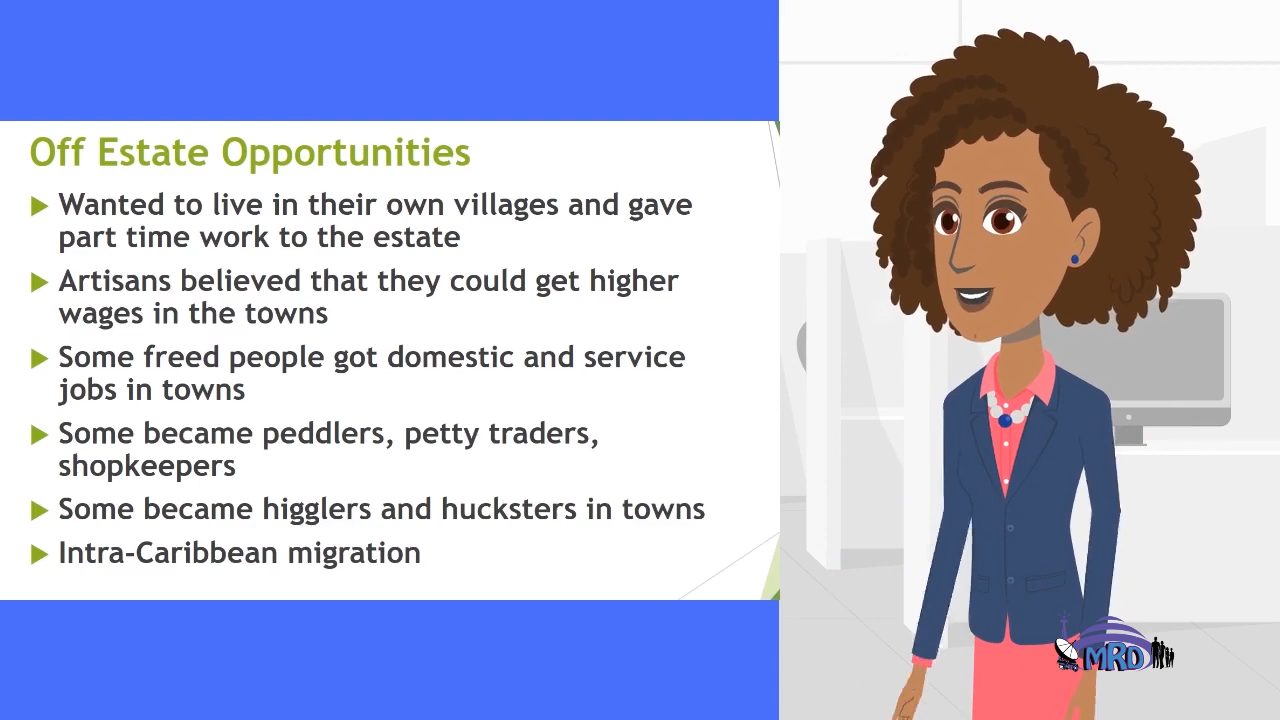 Off Estate Opportunities
Wanted to live in their own villages and gave
part time work to the estate
Artisans believed that they could get higher
wages in the towns
Some freed people got domestic and service
jobs in towns
Some became peddlers, petty traders,
shopkeepers
Some became higglers and hucksters in towns
Intra-Caribbean migration
MRD